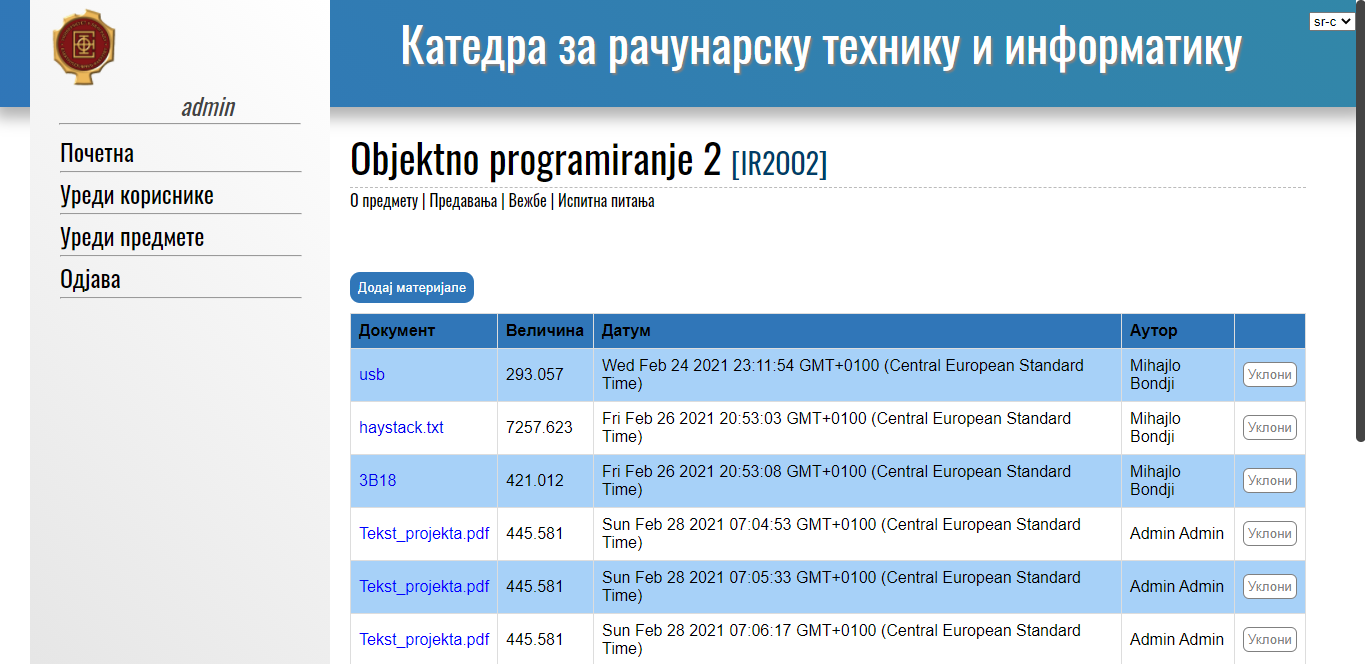 Катедра за рачунарску технику и информатику
sr-c
admin
Почетна
Уреди кориснике
Уреди предмете
Одјава
Objektno programiranje 2 [IR2OO2]
О предмету | Предавања | Вежбе | Испитна питања
Додај материјале
Документ Величина Датум Аутор
usb 293.057 Wed Feb 24 2021 23:11:54 GMT+0100 (Central European Standard Time) Mihajlo Bondji Уклони
haystack.txt 7257.623 Fri Feb 26 2021 20:53:03 GMT+0100 (Central European Standard Time) Mihajlo Bondji Уклони
3B18 421.012 Fri Feb 26 2021 20:53:08 GMT+0100 (Central European Standard Time) Mihajlo Bondji Уклони
Tekst_projekta.pdf 445.581 Sun Feb 28 2021 07:04:53 GMT+0100 (Central European Standard Time) Admin Admin Уклони
Tekst_projekta.pdf 445.581 Sun Feb 28 2021 07:05:33 GMT+0100 (Central European Standard Time) Admin Admin Уклони
Tekst_projekta.pdf 445.581 Sun Feb 28 2021 07:06:17 GMT+0100 (Central European Standard Time) Admin Admin Уклони